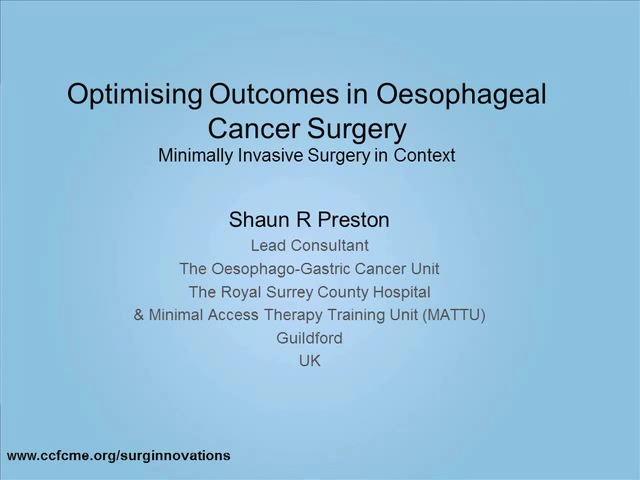 Optimising Outcomes in Oesophageal
Cancer Surgery
Minimally Invasive Surgery in Context
Shaun R Preston
Lead Consultant
The Oesophago-Gastric Cancer Unit
The Royal Surrey County Hospital
& Minimal Access Therapy Training Unit (MATTU)
Guildford
UK
www.ccfcme.org/surginnovations